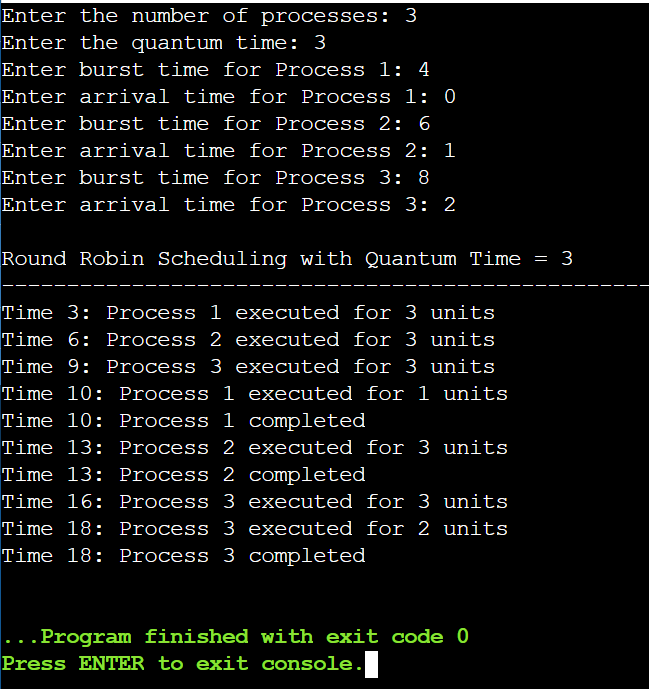 Enter the number of processes: 3
Enter the quantum time: 3
Enter burst time for Process 1: 4
Enter arrival time for Process 1: 0
Enter burst time for Process 2: 6
Enter arrival time for Process 2: 1
Enter burst time for Process 3: 8
Enter arrival time for Process 3: 2

Round Robin Scheduling with Quantum Time = 3
--------------------------------------------------
Time 3: Process 1 executed for 3 units
Time 6: Process 2 executed for 3 units
Time 9: Process 3 executed for 3 units
Time 10: Process 1 executed for 1 units
Time 10: Process 1 completed
Time 13: Process 2 executed for 3 units
Time 13: Process 2 completed
Time 16: Process 3 executed for 3 units
Time 18: Process 3 executed for 2 units
Time 18: Process 3 completed

...Program finished with exit code 0
Press ENTER to exit console.